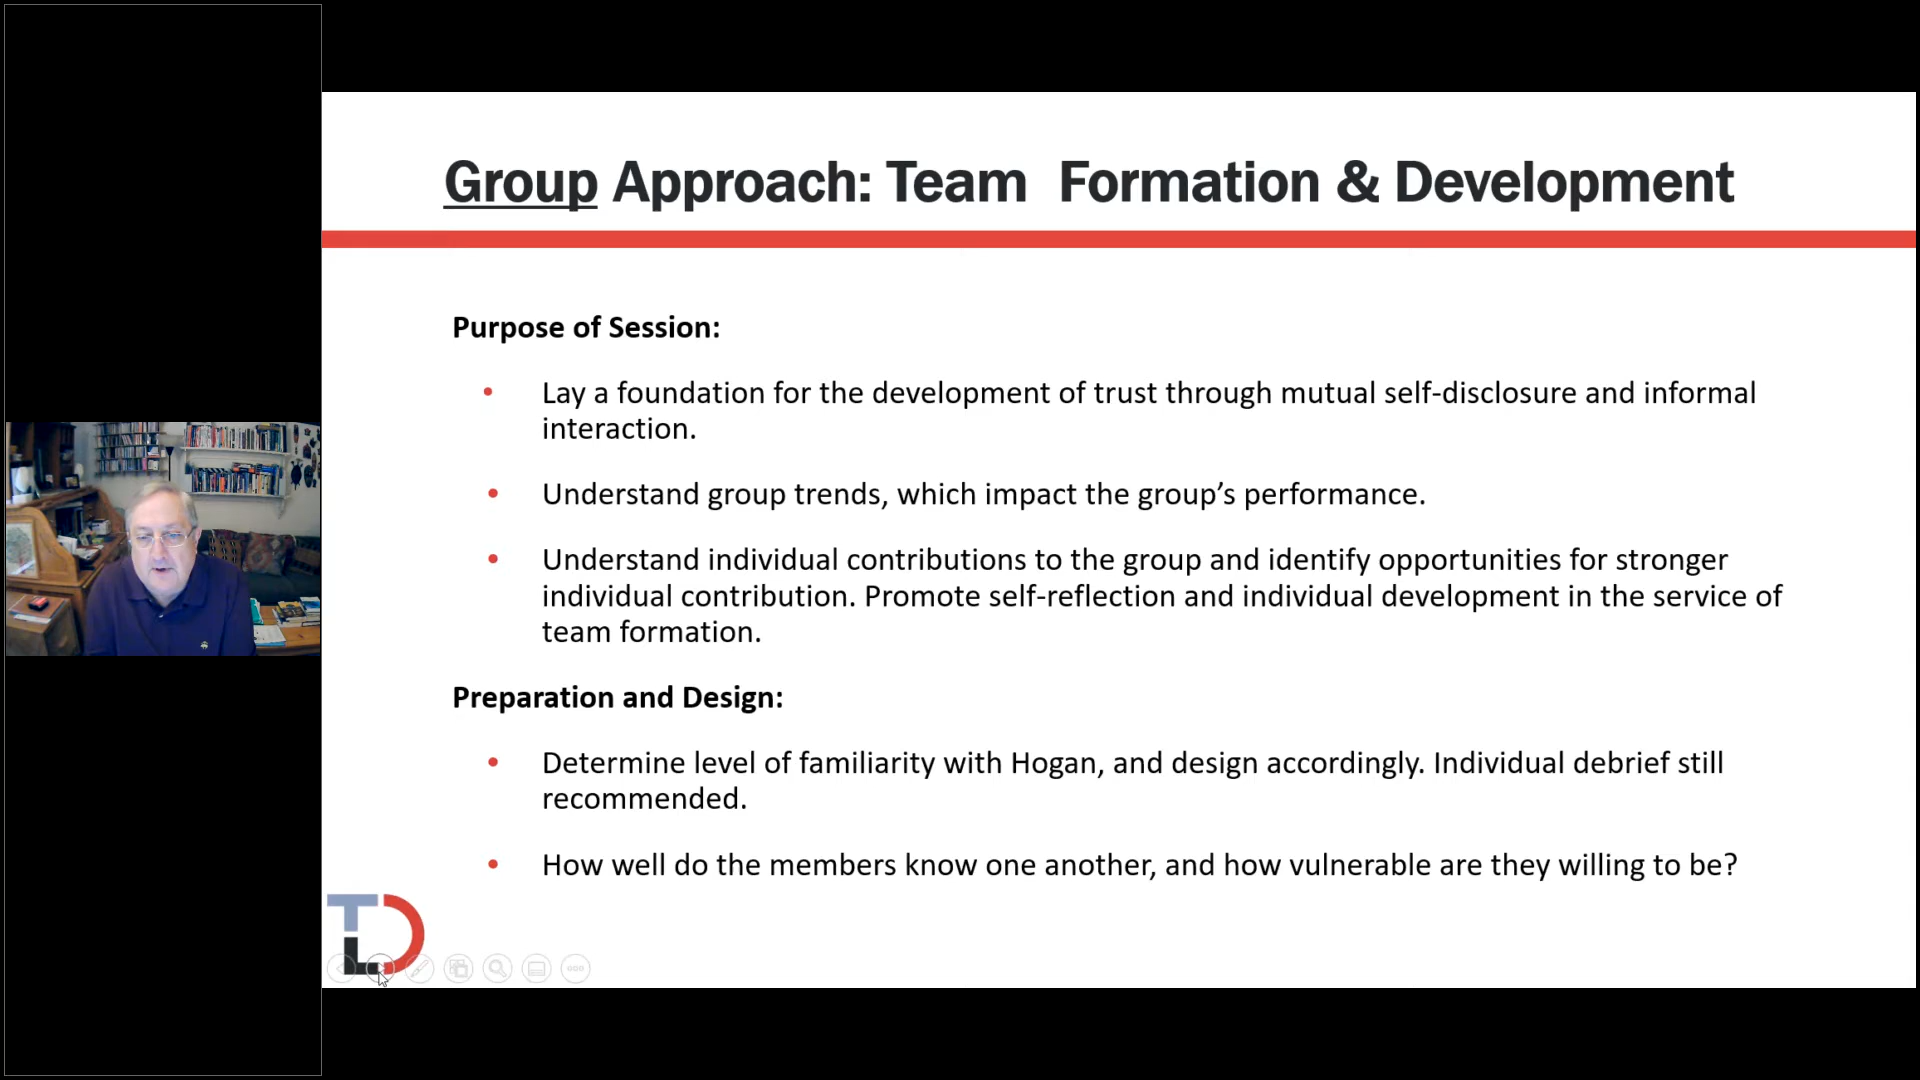 Group Approach: Team  Formation & Development
Purpose of Session:
• Lay a foundation for the development of trust through mutual self-disclosure and informal
interaction.
• Understand group trends, which impact the group’s performance.
• Understand individual contributions to the group and identify opportunities for stronger
individual contribution. Promote self-reflection and individual development in the service of
team formation.
Preparation and Design:
• Determine level of familiarity with Hogan, and design accordingly. Individual debrief still
recommended.
• How well do the members know one another, and how vulnerable are they willing to be?
TLD